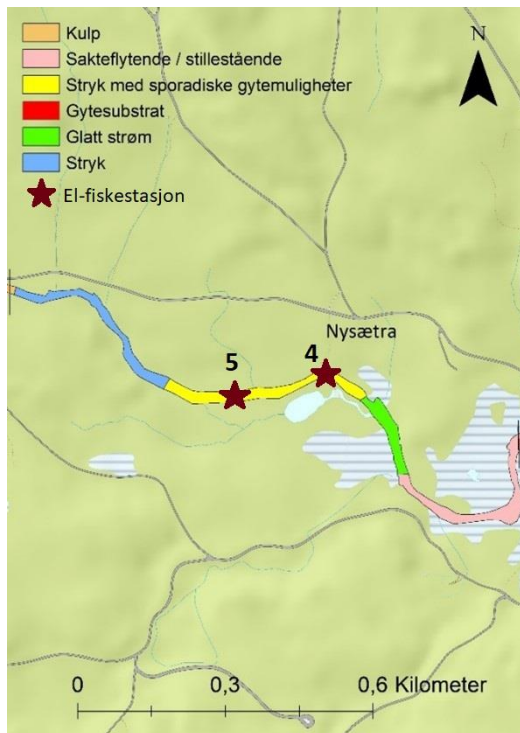 Kulp
Sakteflytende / stillestående
Stryk med sporadiske gytemuligheter
Gytesubstrat
Glatt strøm
Stryk
El-fiskestasjon
N
Nysætra
5
4
0 0,3 0,6 Kilometer